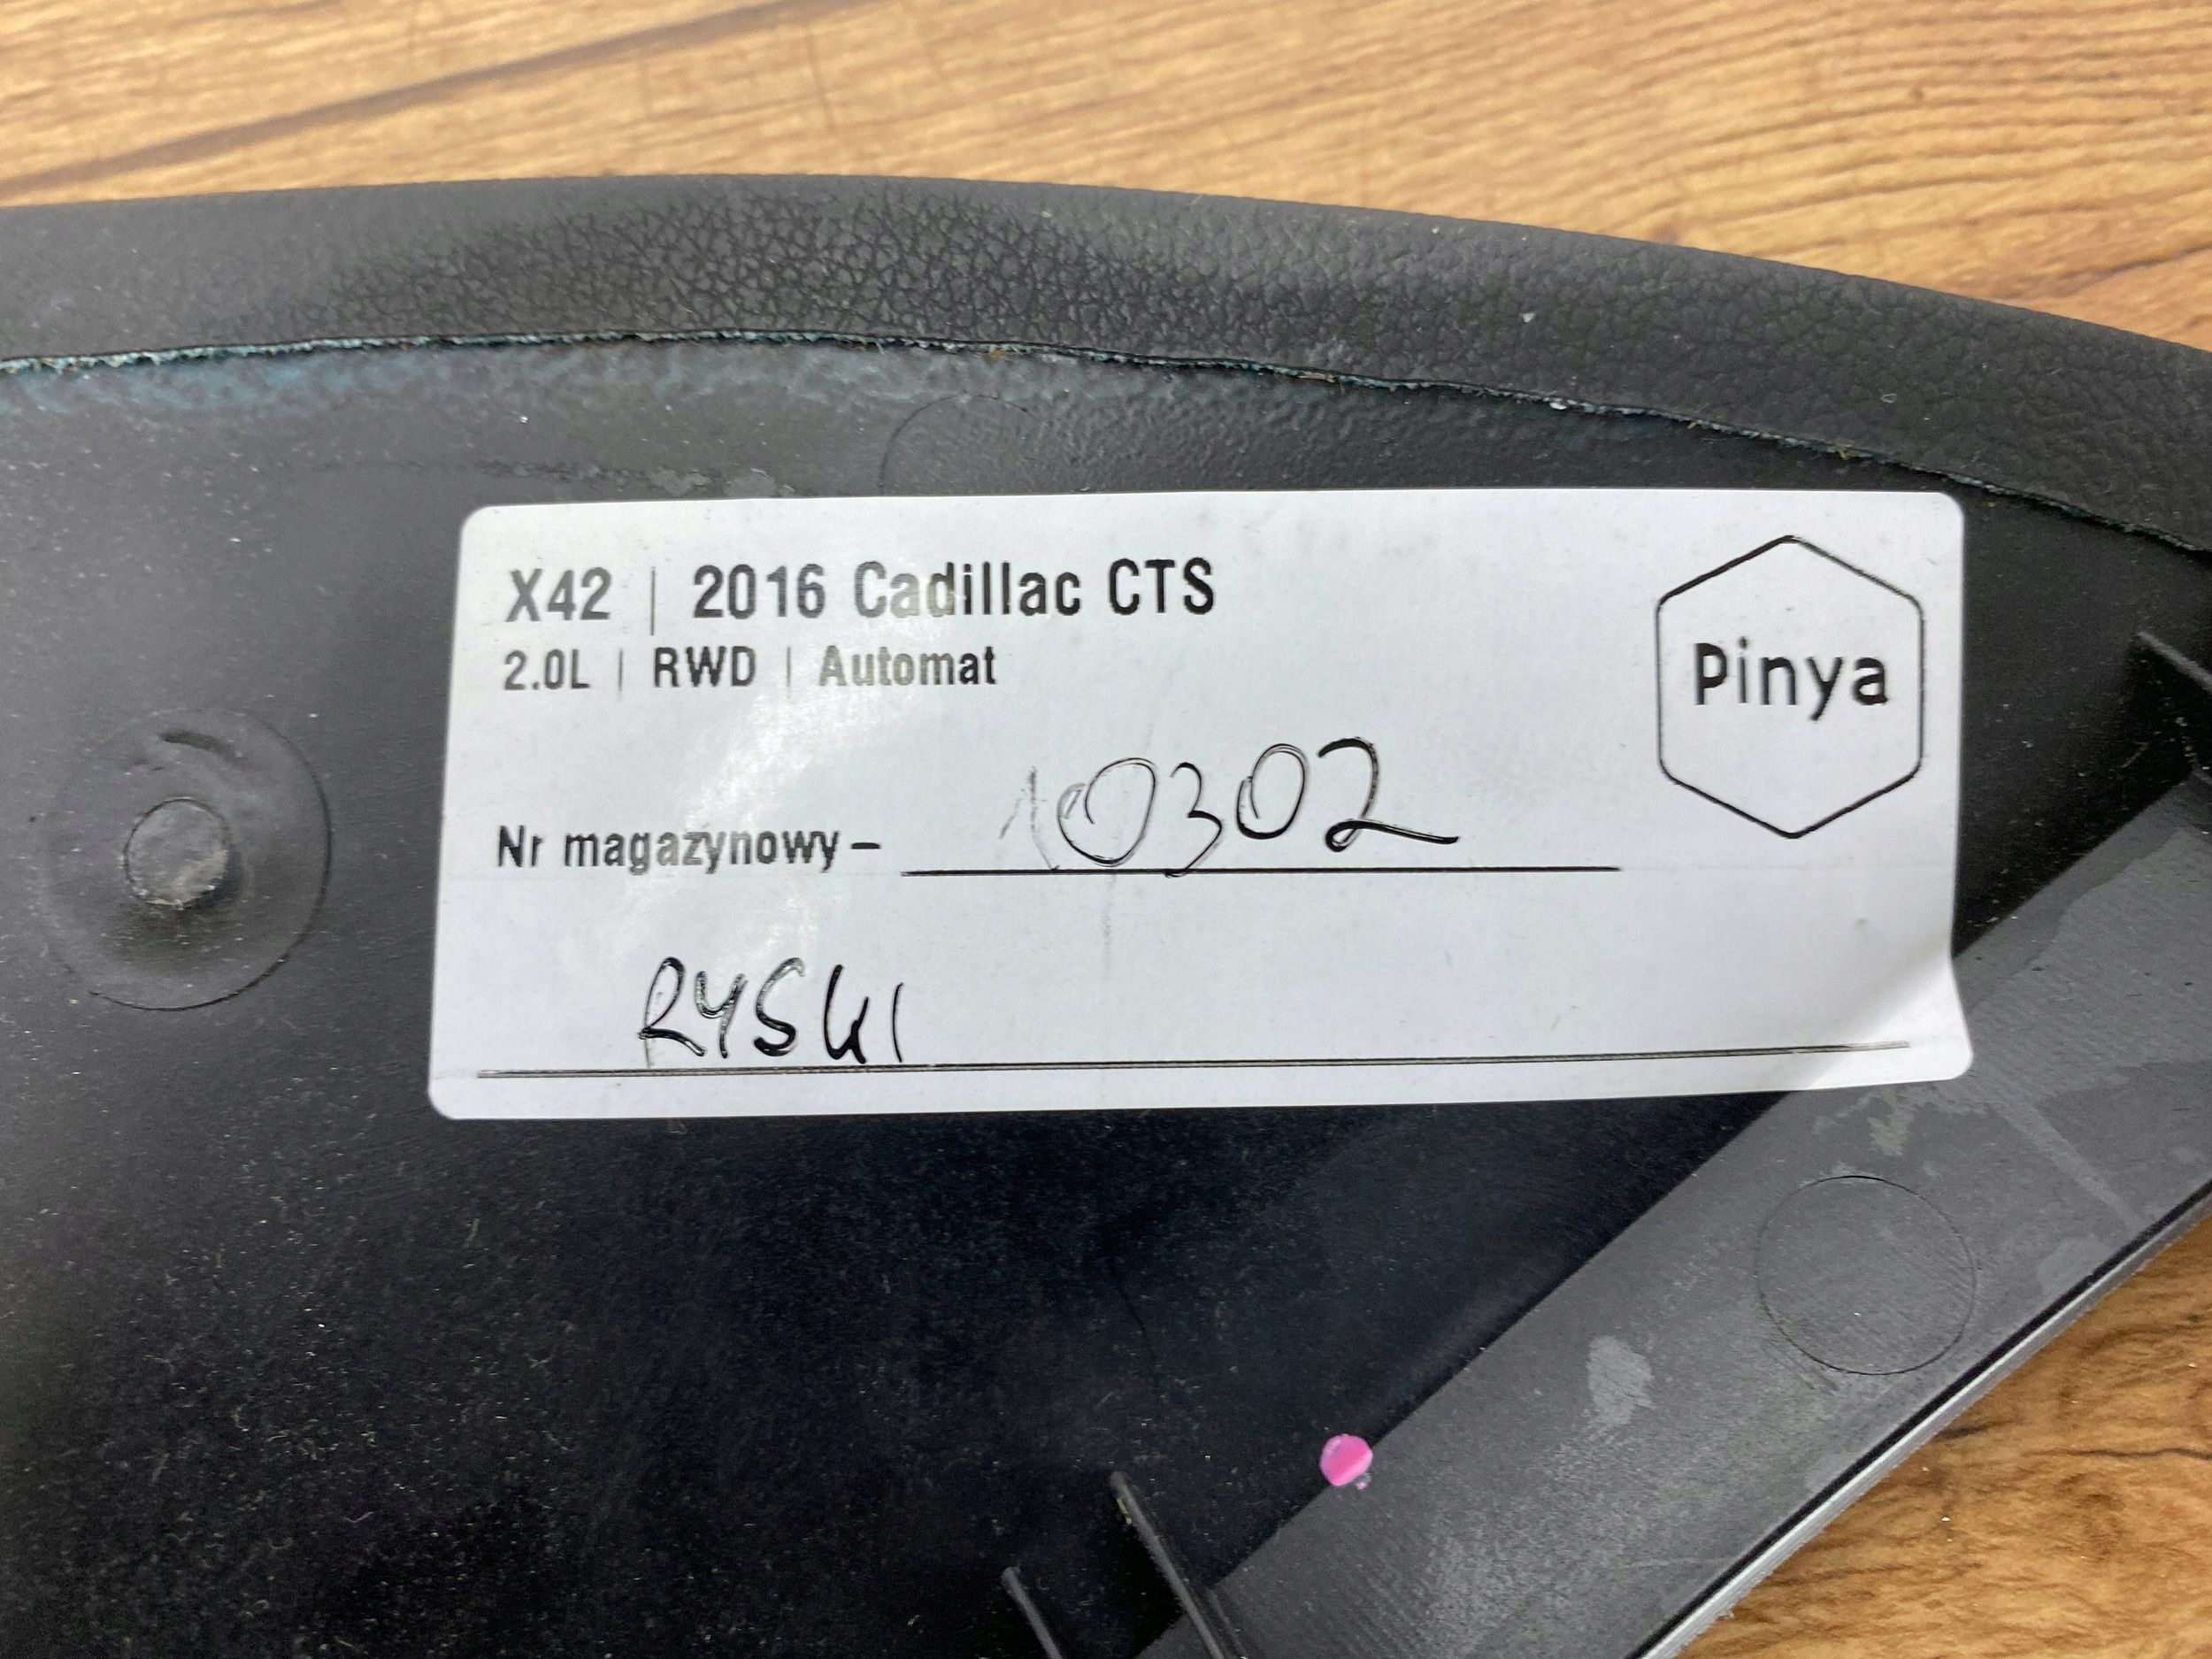 X42 | 2016 Cadillac CTS
2.0L | RWD | Automat
Pinya
Nr magazynowy – 10302
RYSKI